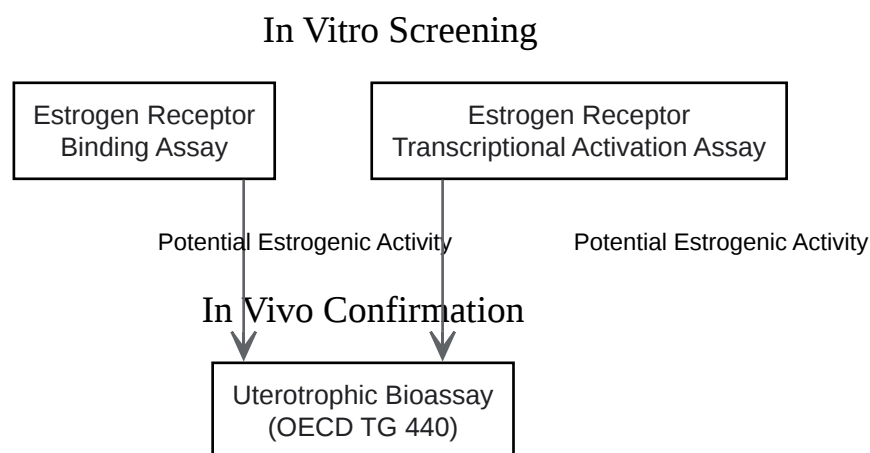 In Vitro Screening
Estrogen Receptor
Binding Assay
Estrogen Receptor
Transcriptional Activation Assay
Potential Estrogenic Activity
Potential Estrogenic Activity
In Vivo Confirmation
Uterotrophic Bioassay
(OECD TG 440)